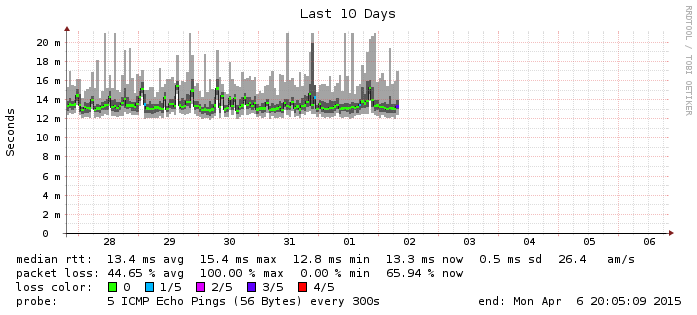 Last 10 Days
RRDTOOL / TOBI OETIKER
Seconds
20 m
18 m
16 m
14 m
12 m
10 m
8 m
6 m
4 m
2 m
0
28 29 30 31 01 02 03 04 05 06
median rtt: 13.4 ms avg 15.4 ms max 12.8 ms min 13.3 ms now 0.5 ms sd 26.4 am/s
packet loss: 44.65 % avg 100.00 % max 0.00 % min 65.94 % now
loss color: 0 1/5 2/5 3/5 4/5
probe: 5 ICMP Echo Pings (56 Bytes) every 300s end: Mon Apr 6 20:05:09 2015